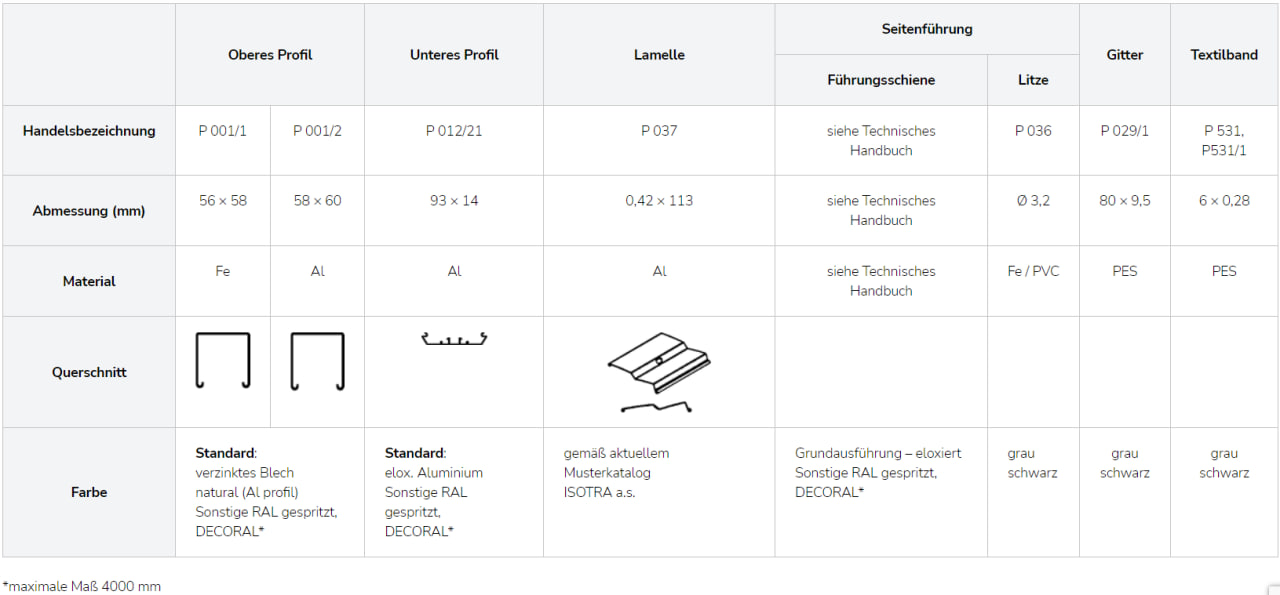 Oberes Profil
Unteres Profil
Lamelle
Seitenführung
Gitter
Textilband
Führungsschiene
Litze
Handelsbezeichnung
P 001/1
P 001/2
P 012/21
P 037
siehe Technisches
Handbuch
P 036
P 029/1
P 531,
P531/1
Abmessung (mm)
56 × 58
58 × 60
93 × 14
0,42 × 113
siehe Technisches
Handbuch
Ø 3,2
80 × 9,5
6 × 0,28
Material
Fe
Al
Al
Al
siehe Technisches
Handbuch
Fe / PVC
PES
PES
Querschnitt
Farbe
Standard:
verzinktes Blech
natural (Al profil)
Sonstige RAL gespritzt,
DECORAL*
Standard:
elox. Aluminium
Sonstige RAL
gespritzt,
DECORAL*
gemäß aktuellem
Musterkatalog
ISOTRA a.s.
Grundausführung – eloxiert
Sonstige RAL gespritzt,
DECORAL*
grau
schwarz
grau
schwarz
grau
schwarz
*maximale Maß 4000 mm